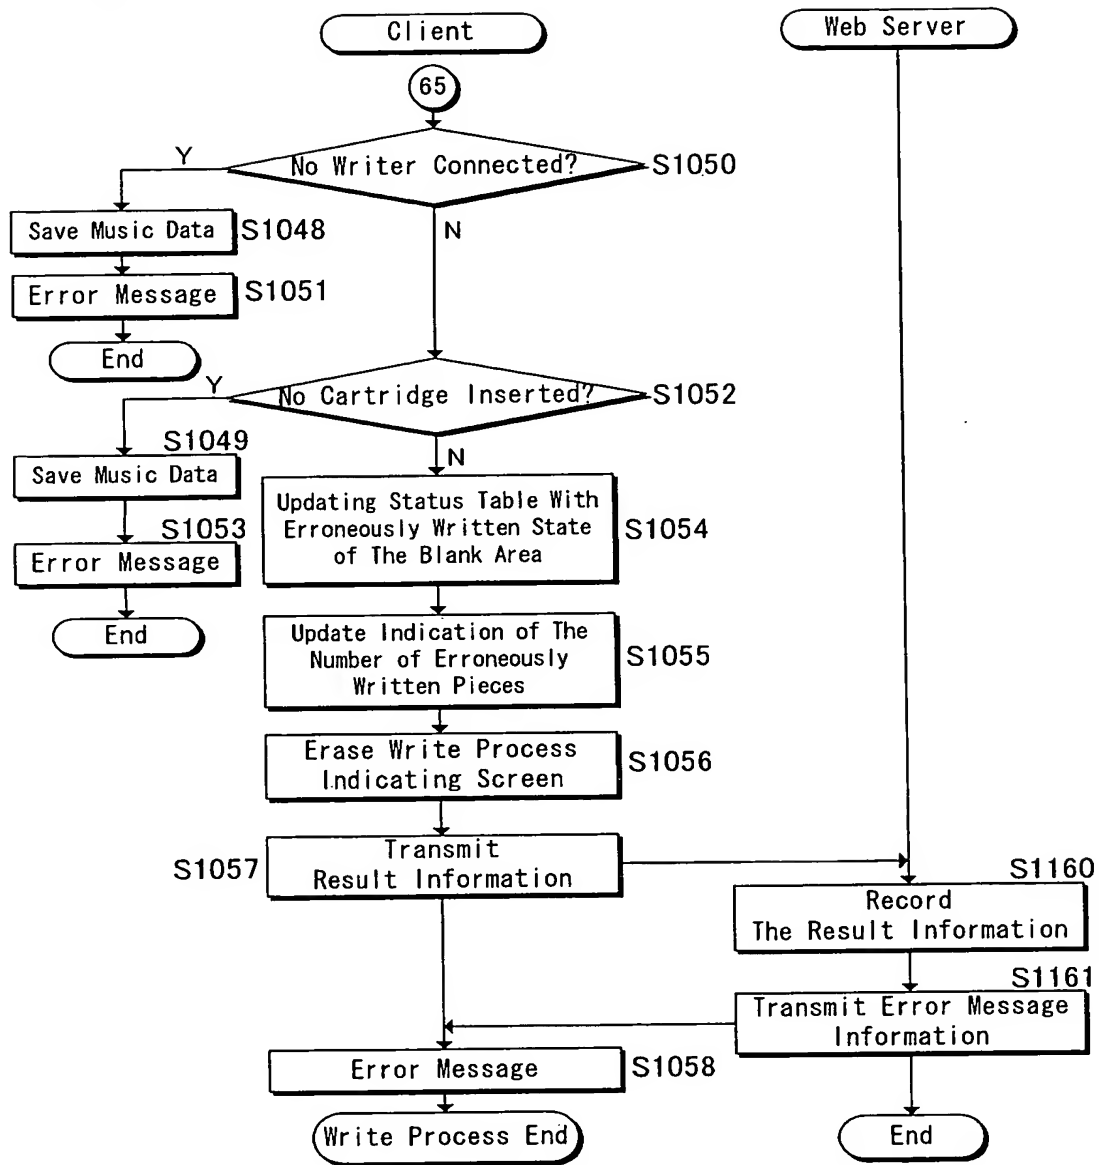 Client
Web Server
65
No Writer Connected?
S1050
Y
N
Save Music Data
S1048
Error Message
S1051
End
No Cartridge Inserted?
S1052
Y
N
S1049
Save Music Data
S1053
Error Message
End
Updating Status Table With
Erroneously Written State
of The Blank Area
S1054
Update Indication of The
Number of Erroneously
Written Pieces
S1055
Erase Write Process
Indicating Screen
S1056
S1057
Transmit
Result Information
S1160
Record
The Result Information
S1161
Transmit Error Message
Information
Error Message
S1058
Write Process End
End